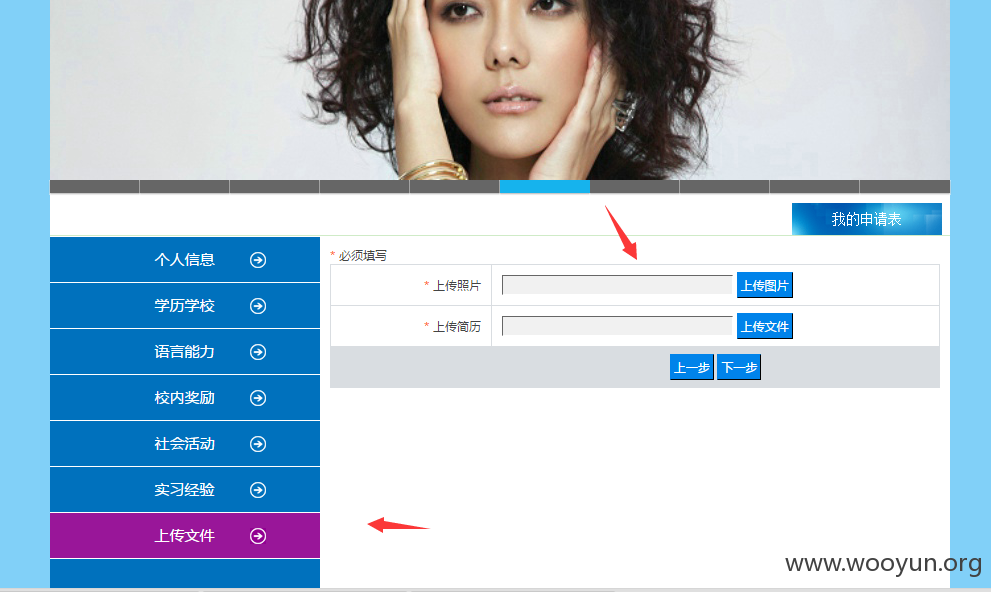 我的申请表
个人信息
学历学校
语言能力
校内奖励
社会活动
实习经验
上传文件
* 必须填写
* 上传照片 上传图片
* 上传简历 上传文件
上一步 下一步
www.wooyun.org